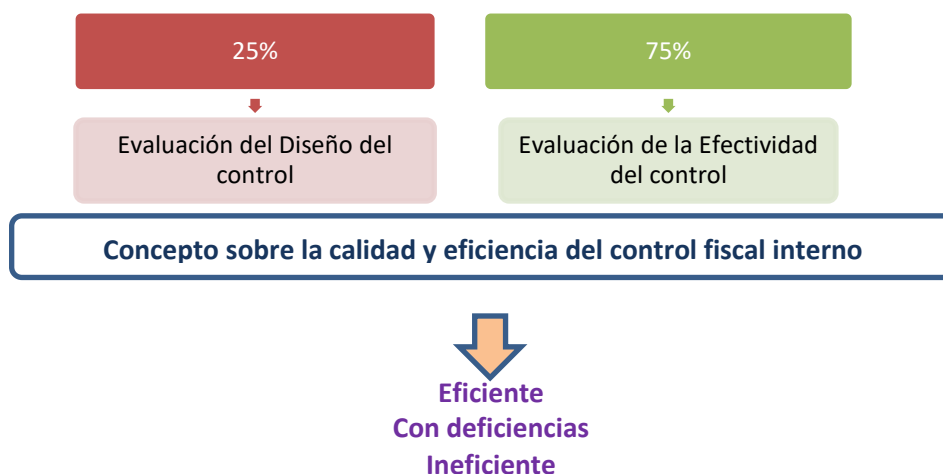 25%
75%
Evaluación del Diseño del
control
Evaluación de la Efectividad
del control
Concepto sobre la calidad y eficiencia del control fiscal interno
Eficiente
Con deficiencias
Ineficiente